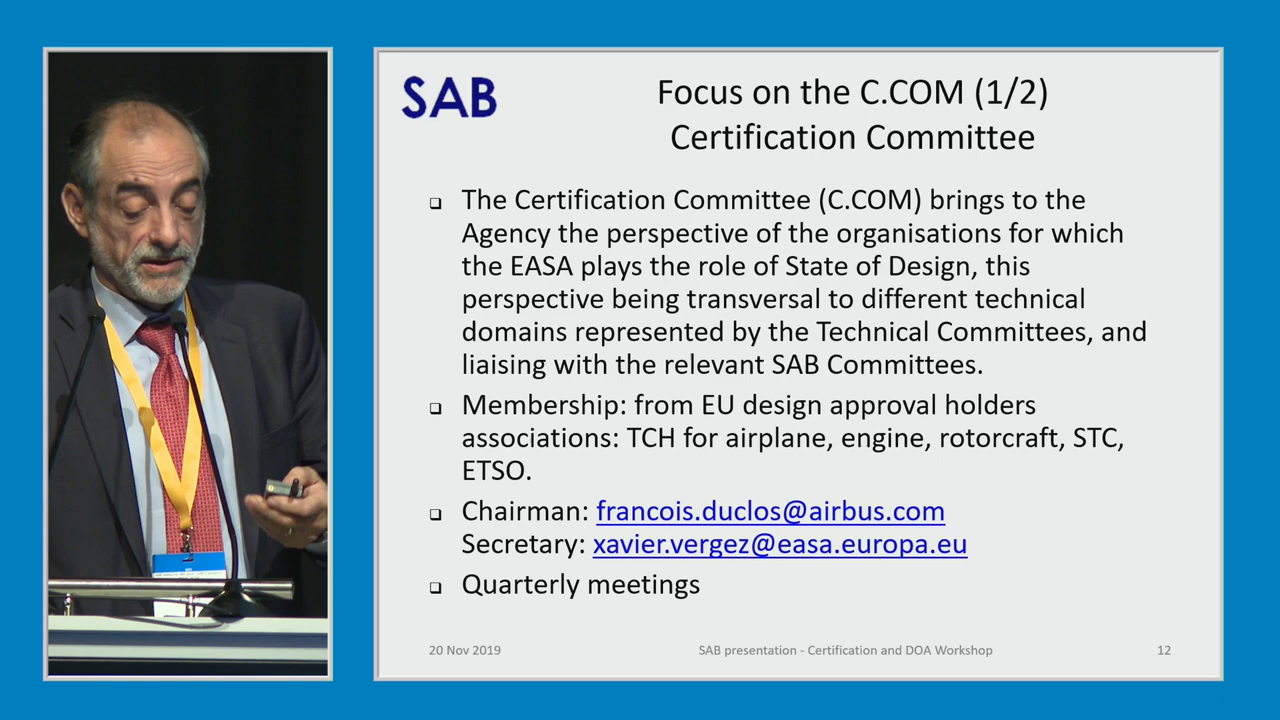 SAB
Focus on the C.COM (1/2)
Certification Committee
❑ The Certification Committee (C.COM) brings to the
Agency the perspective of the organisations for which
the EASA plays the role of State of Design, this
perspective being transversal to different technical
domains represented by the Technical Committees, and
liaising with the relevant SAB Committees.
❑ Membership: from EU design approval holders
associations: TCH for airplane, engine, rotorcraft, STC,
ETSO.
❑ Chairman: francois.duclos@airbus.com
Secretary: xavier.vergez@easa.europa.eu
❑ Quarterly meetings
20 Nov 2019
SAB presentation - Certification and DOA Workshop
12